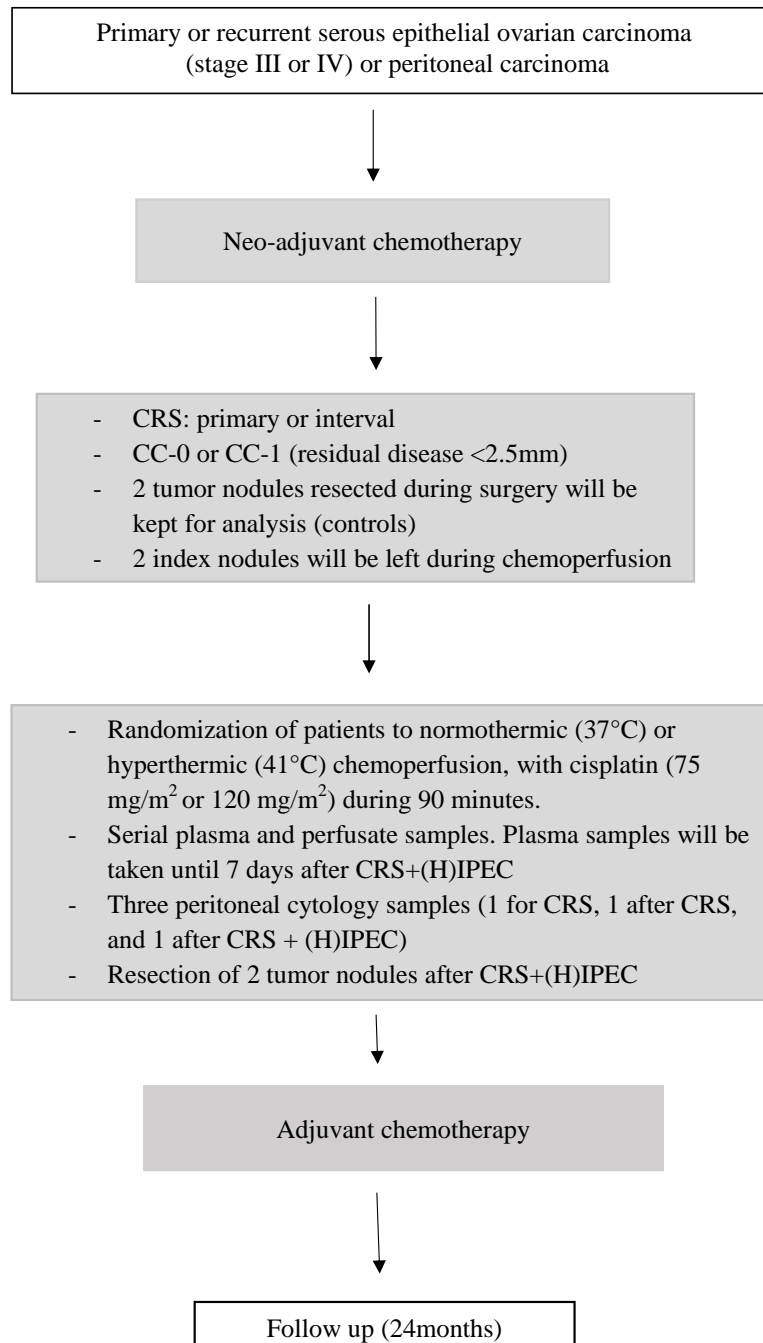 Primary or recurrent serous epithelial ovarian carcinoma
(stage III or IV) or peritoneal carcinoma
Neo-adjuvant chemotherapy
- CRS: primary or interval
- CC-0 or CC-1 (residual disease <2.5mm)
- 2 tumor nodules resected during surgery will be
kept for analysis (controls)
- 2 index nodules will be left during chemoperfusion
- Randomization of patients to normothermic (37°C) or
hyperthermic (41°C) chemoperfusion, with cisplatin (75
mg/m² or 120 mg/m²) during 90 minutes.
- Serial plasma and perfusate samples. Plasma samples will be
taken until 7 days after CRS+(H)IPEC
- Three peritoneal cytology samples (1 for CRS, 1 after CRS,
and 1 after CRS + (H)IPEC)
- Resection of 2 tumor nodules after CRS+(H)IPEC
Adjuvant chemotherapy
Follow up (24months)